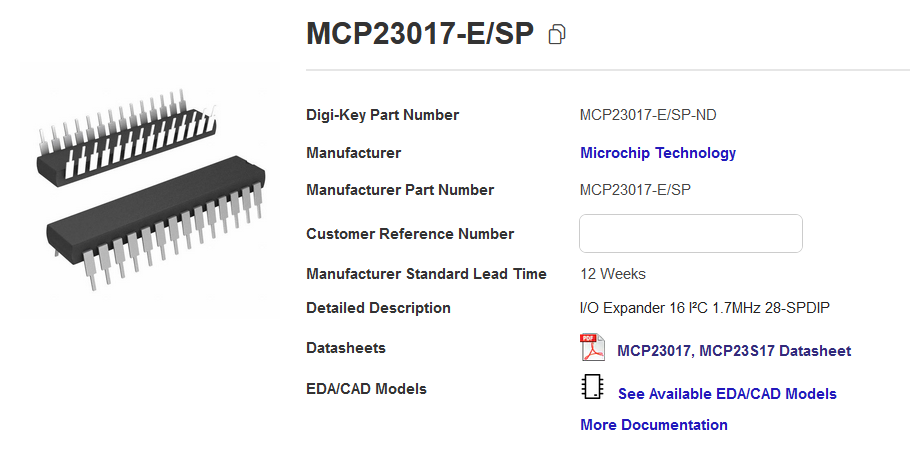 MCP23017-E/SP
Digi-Key Part Number MCP23017-E/SP-ND
Manufacturer Microchip Technology
Manufacturer Part Number MCP23017-E/SP
Customer Reference Number
Manufacturer Standard Lead Time 12 Weeks
Detailed Description I/O Expander 16 I²C 1.7MHz 28-SPDIP
Datasheets PDF MCP23017, MCP23S17 Datasheet
EDA/CAD Models See Available EDA/CAD Models
More Documentation